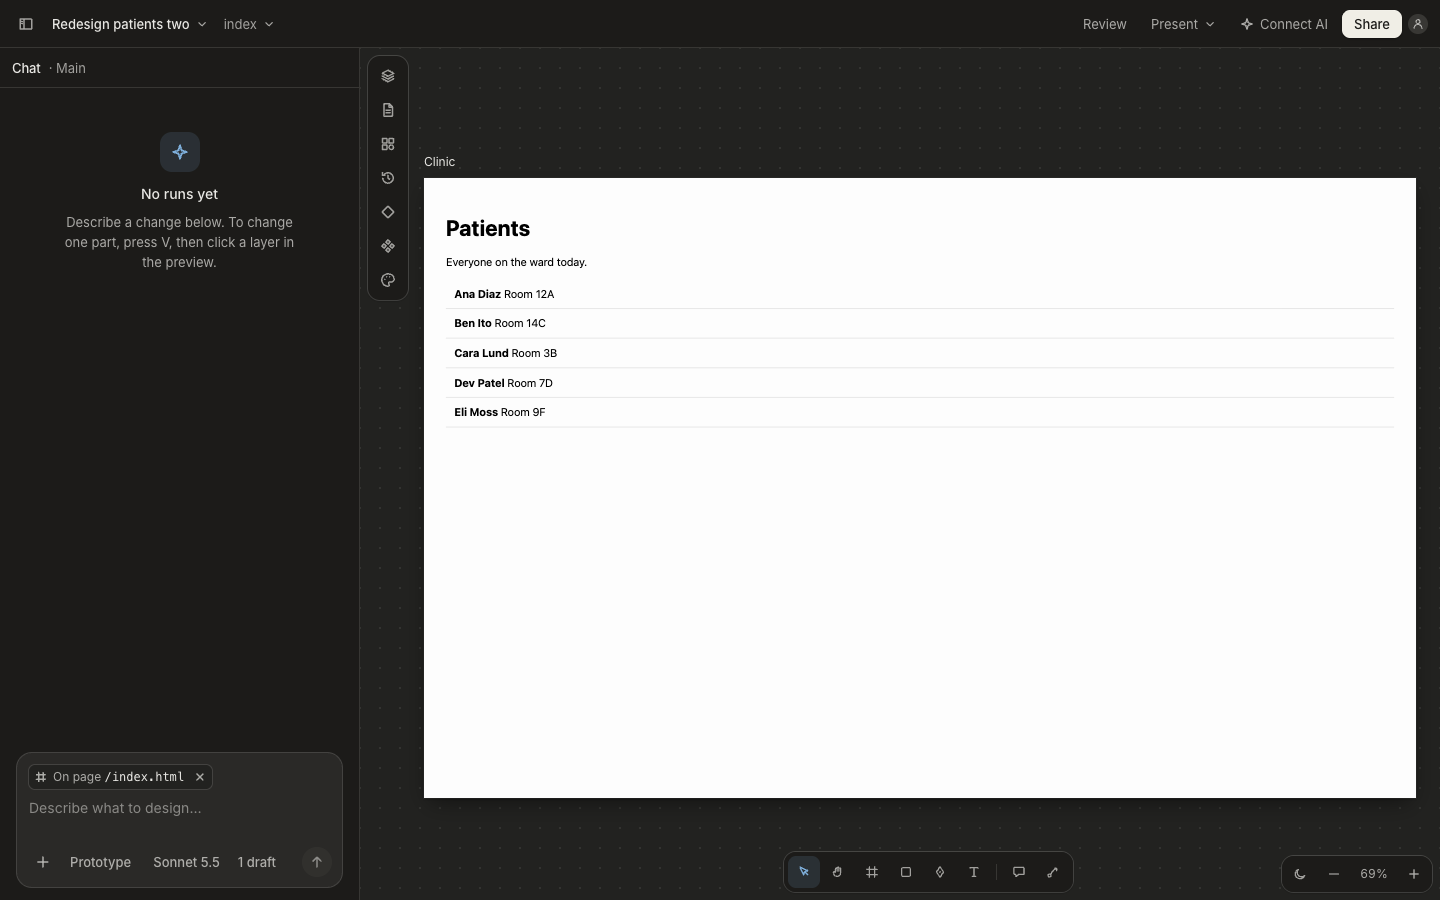 Redesign patients two
index
Review
Present
Connect AI
Share
Chat · Main
No runs yet
Describe a change below. To change
one part, press V, then click a layer in
the preview.
Clinic
Patients
Everyone on the ward today.
Ana Diaz Room 12A
Ben Ito Room 14C
Cara Lund Room 3B
Dev Patel Room 7D
Eli Moss Room 9F
On page /index.html
Describe what to design...
Prototype
Sonnet 5.5
1 draft
69%